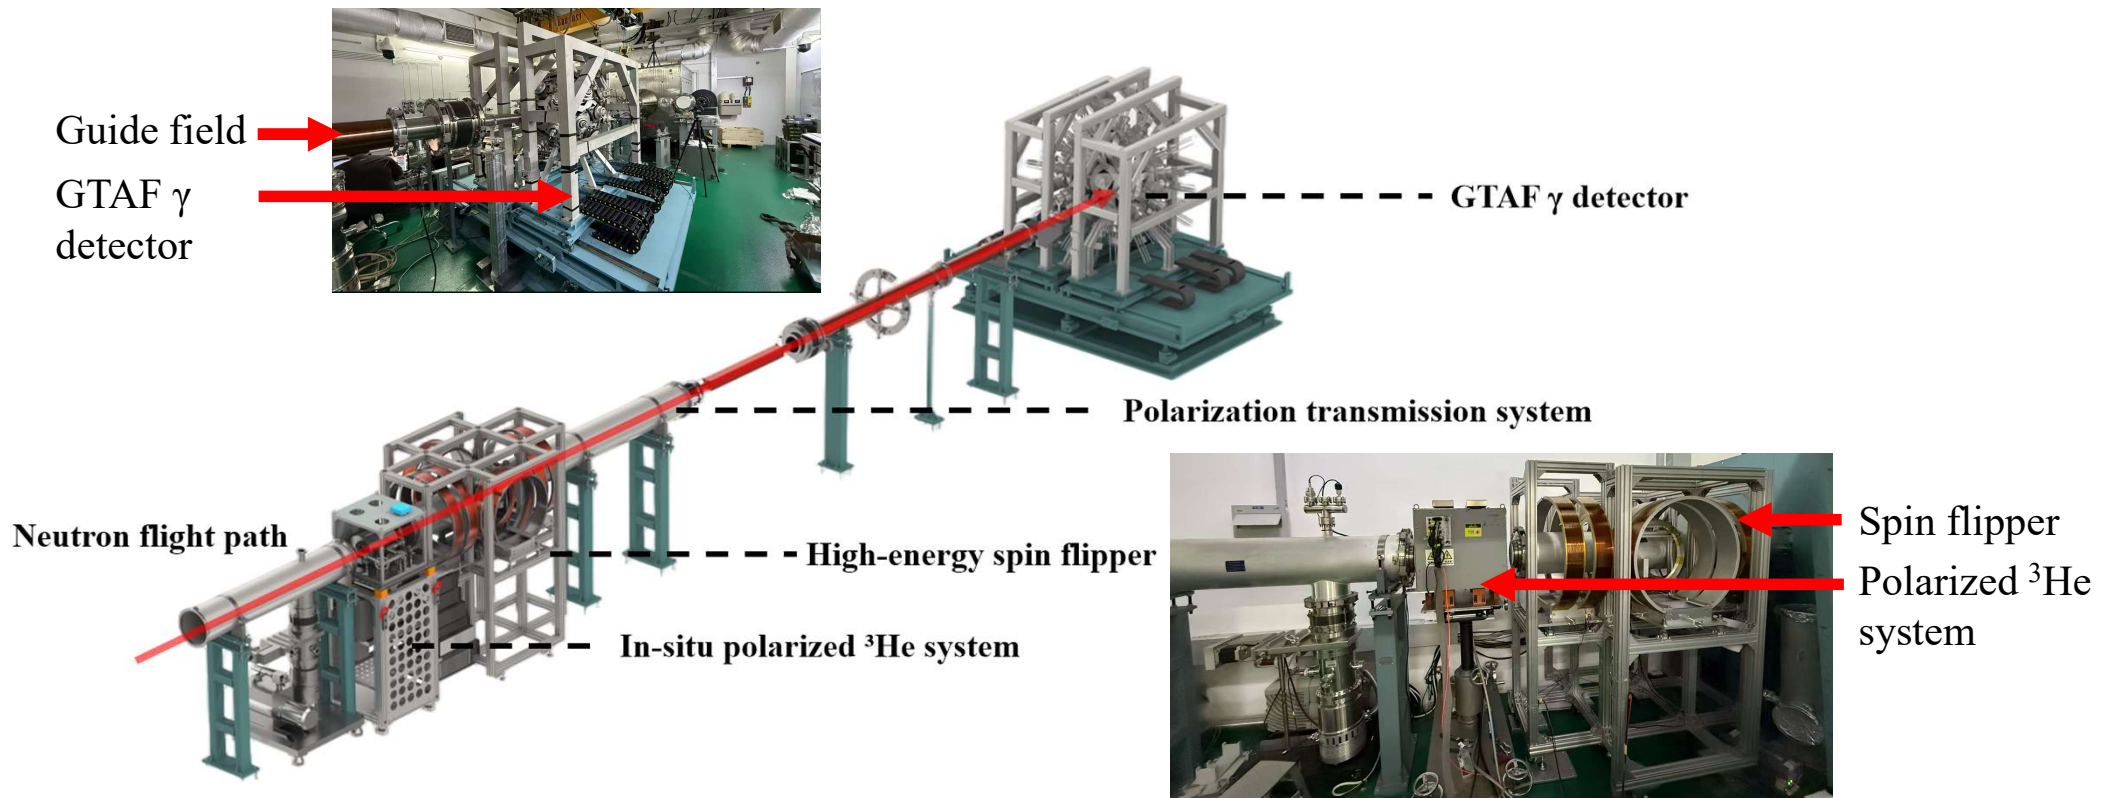 Guide field
GTAF γ
detector
GTAF γ detector
Polarization transmission system
Neutron flight path
High-energy spin flipper
In-situ polarized ³He system
Spin flipper
Polarized ³He
system